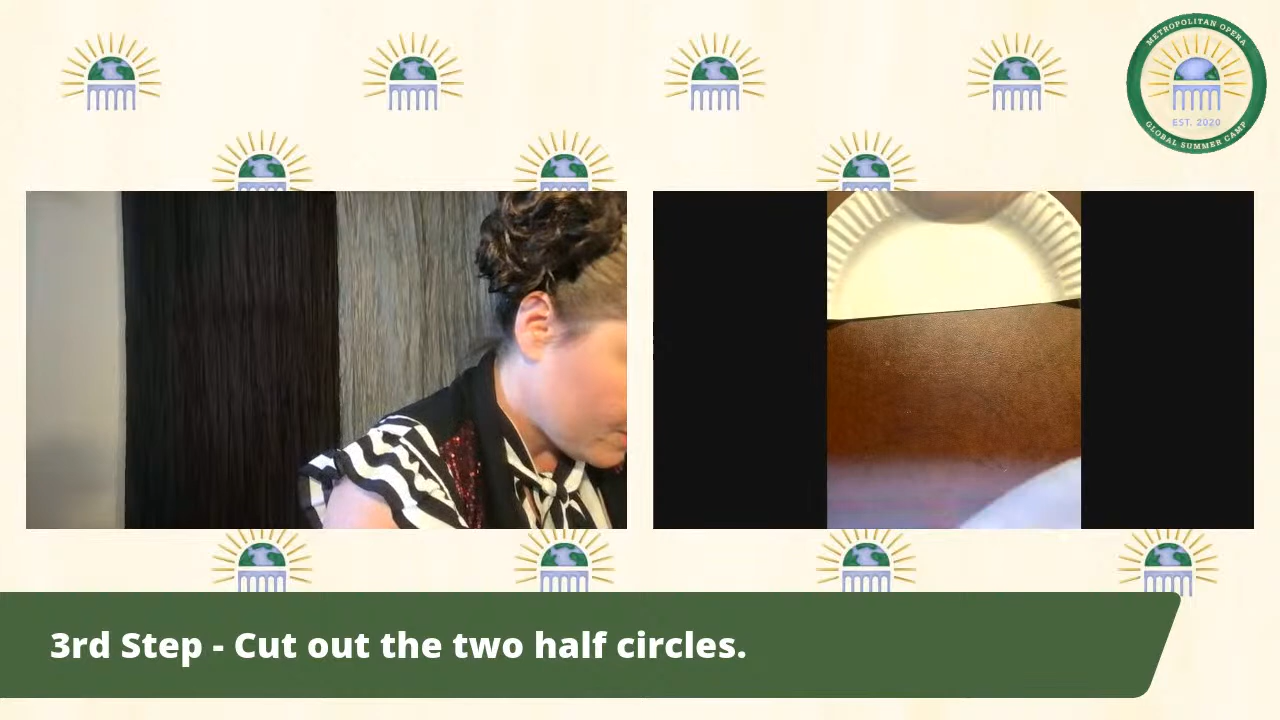 METROPOLITAN OPERA
EST. 2020
GLOBAL SUMMER CAMP
3rd Step - Cut out the two half circles.